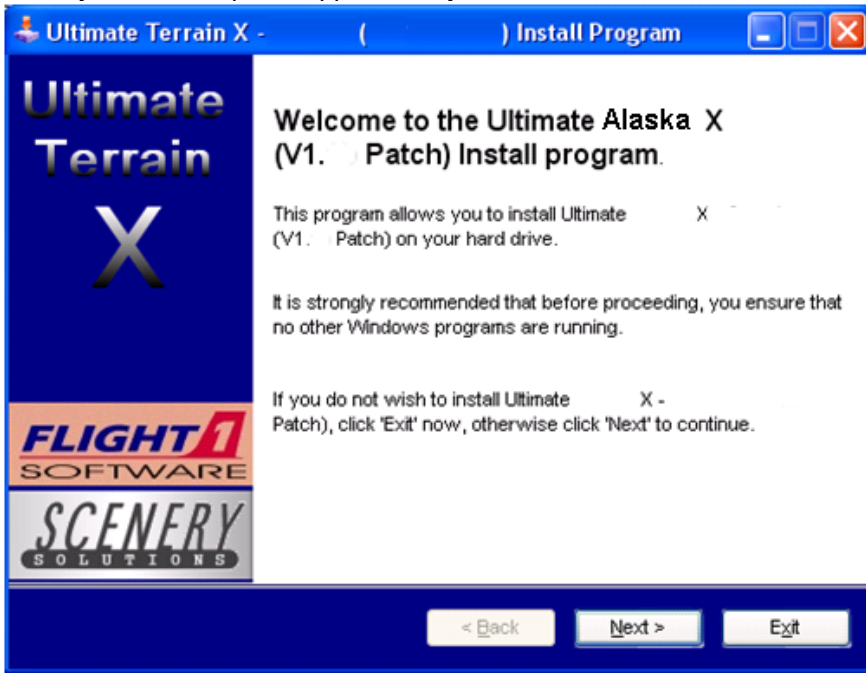 Ultimate Terrain X - ( ) Install Program
Ultimate
Terrain
X
Welcome to the Ultimate Alaska X
(V1. Patch) Install program.
This program allows you to install Ultimate X
(V1. Patch) on your hard drive.
It is strongly recommended that before proceeding, you ensure that
no other Windows programs are running.
If you do not wish to install Ultimate X -
Patch), click 'Exit' now, otherwise click 'Next' to continue.
FLIGHT1
SOFTWARE
SCENERY
SOLUTIONS
< Back
Next >
Exit